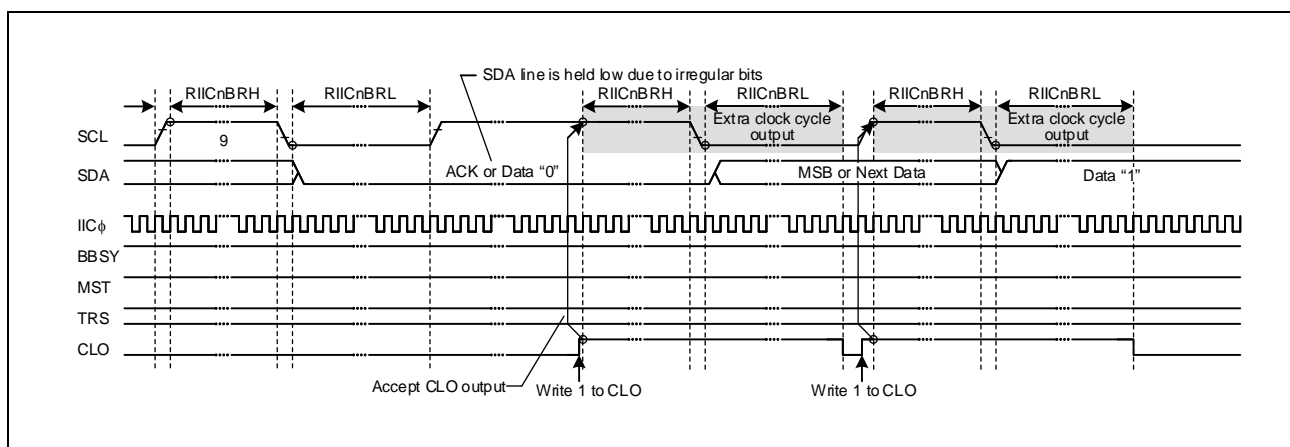 SDA line is held low due to irregular bits
RIICnBRH RIICnBRL RIICnBRH RIICnBRL RIICnBRH RIICnBRL
Extra clock cycle output
Extra clock cycle output
SCL
9
SDA
ACK or Data “0”
MSB or Next Data
Data “1”
IICϕ
BBSY
MST
TRS
CLO
Accept CLO output
Write 1 to CLO
Write 1 to CLO